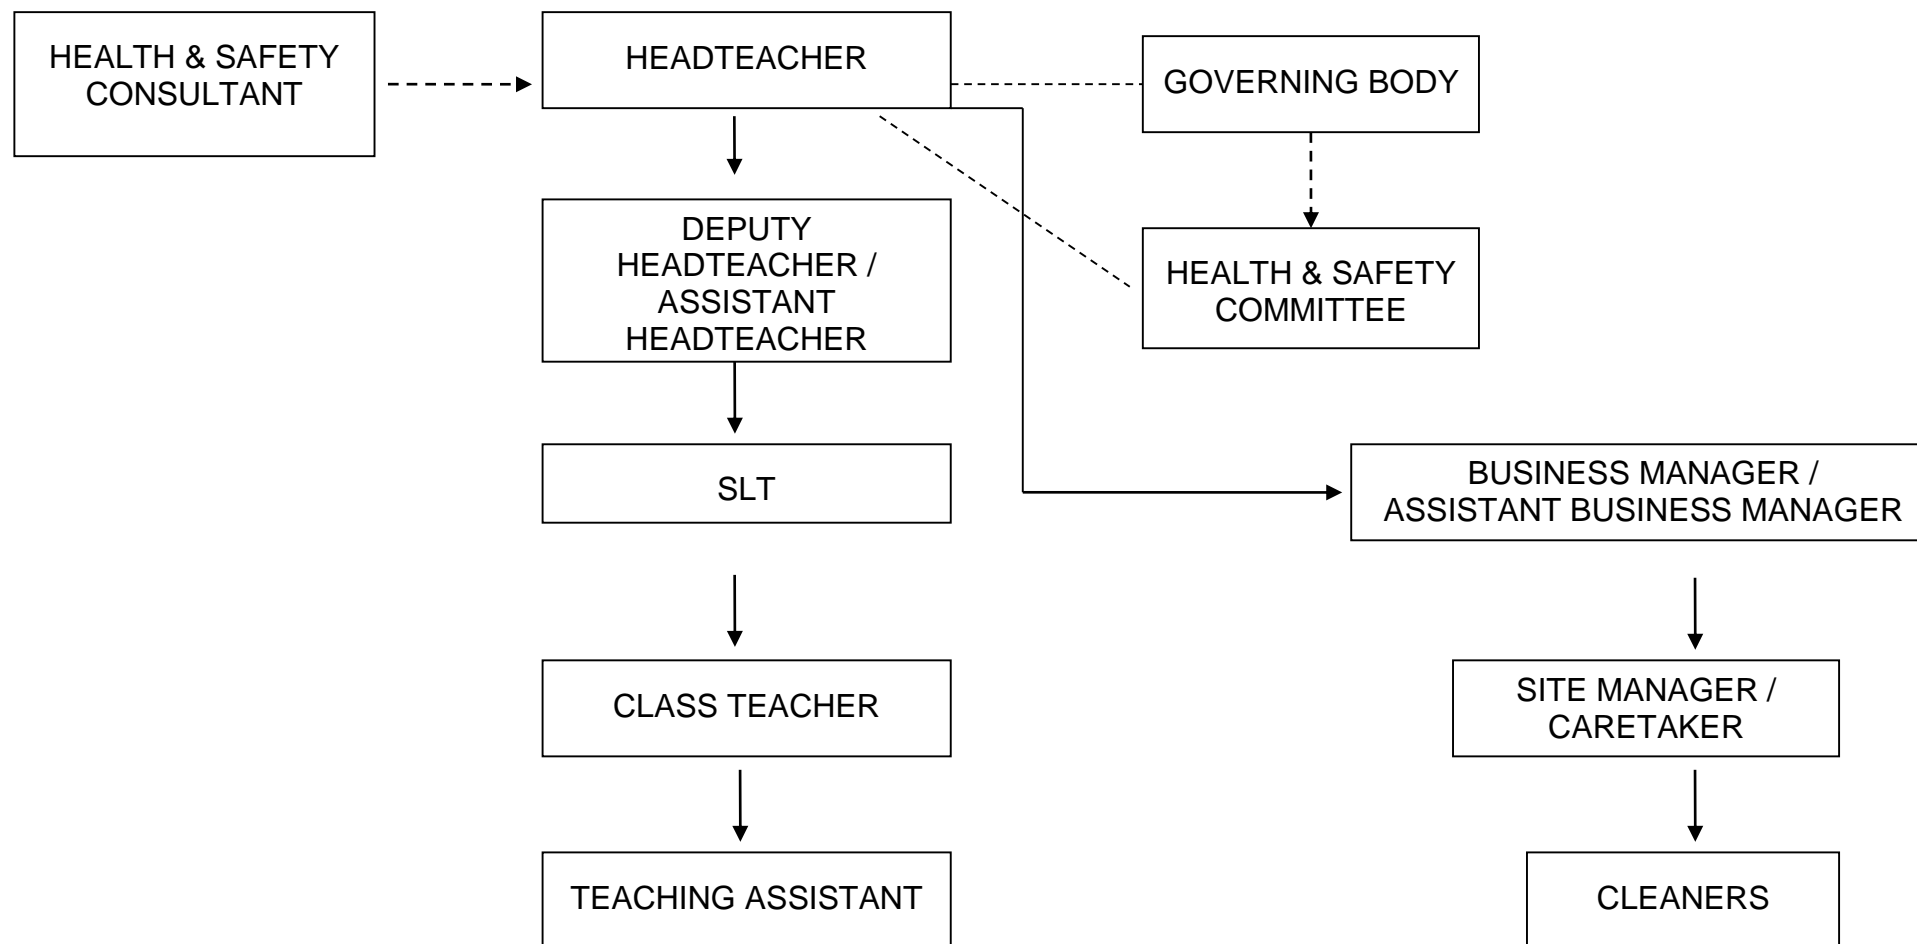 HEALTH & SAFETY
CONSULTANT
HEADTEACHER
GOVERNING BODY
DEPUTY
HEADTEACHER /
ASSISTANT
HEADTEACHER
HEALTH & SAFETY
COMMITTEE
SLT
BUSINESS MANAGER /
ASSISTANT BUSINESS MANAGER
CLASS TEACHER
SITE MANAGER /
CARETAKER
TEACHING ASSISTANT
CLEANERS